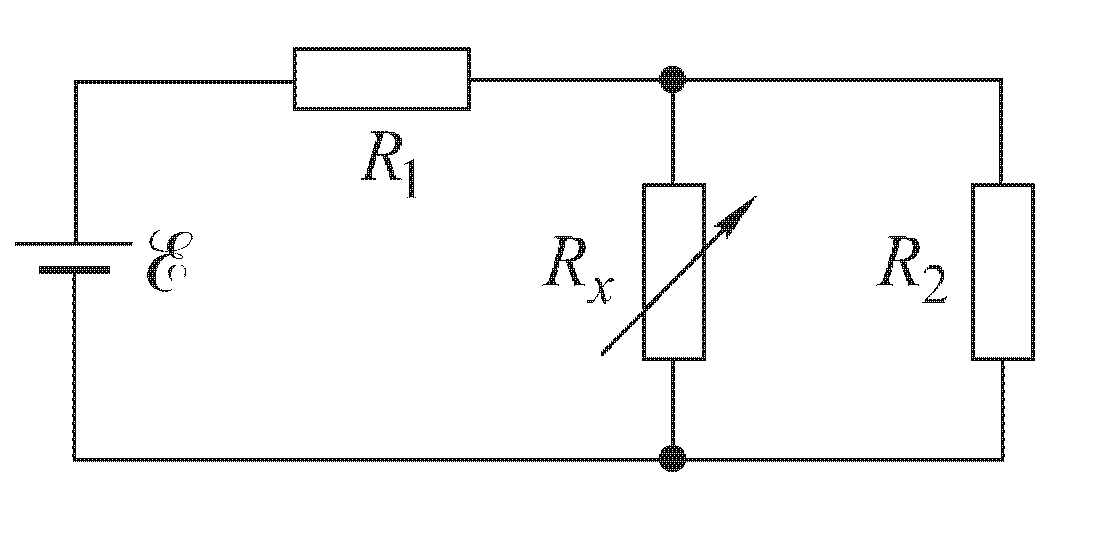 R₁
ℰ
Rₓ
R₂